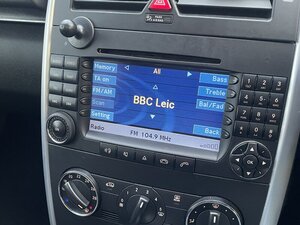 Memory
All
Bass
TA on
Treble
FM/AM
BBC Leic
Bal/Fad
Scan
Setting
Back
Radio
FM 104.9 MHz